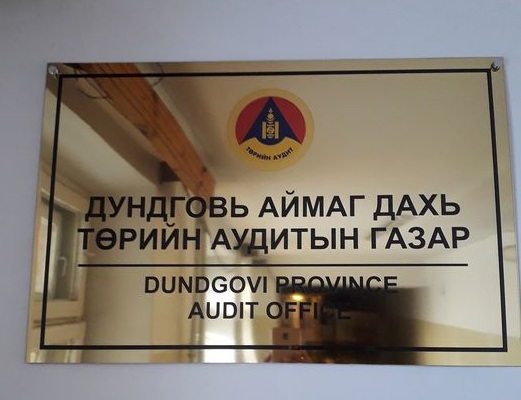 ТӨРИЙН АУДИТ
ДУНДГОВЬ АЙМАГ ДАХЬ
ТӨРИЙН АУДИТЫН ГАЗАР
DUNDGOVI PROVINCE
AUDIT OFFICE